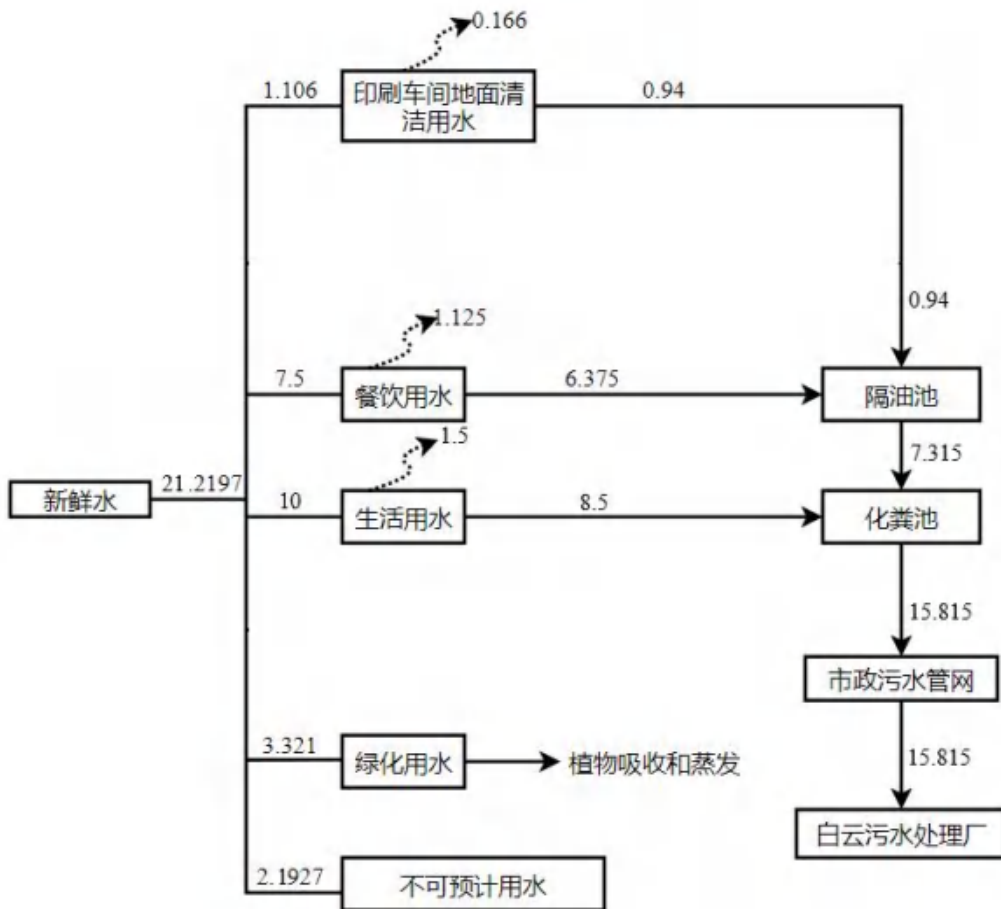 0.166
1.106
印刷车间地面清
洁用水
0.94
0.94
1.125
7.5
餐饮用水
6.375
隔油池
1.5
7.315
新鲜水
21.2197
10
生活用水
8.5
化粪池
15.815
市政污水管网
3.321
绿化用水
植物吸收和蒸发
15.815
白云污水处理厂
2.1927
不可预计用水